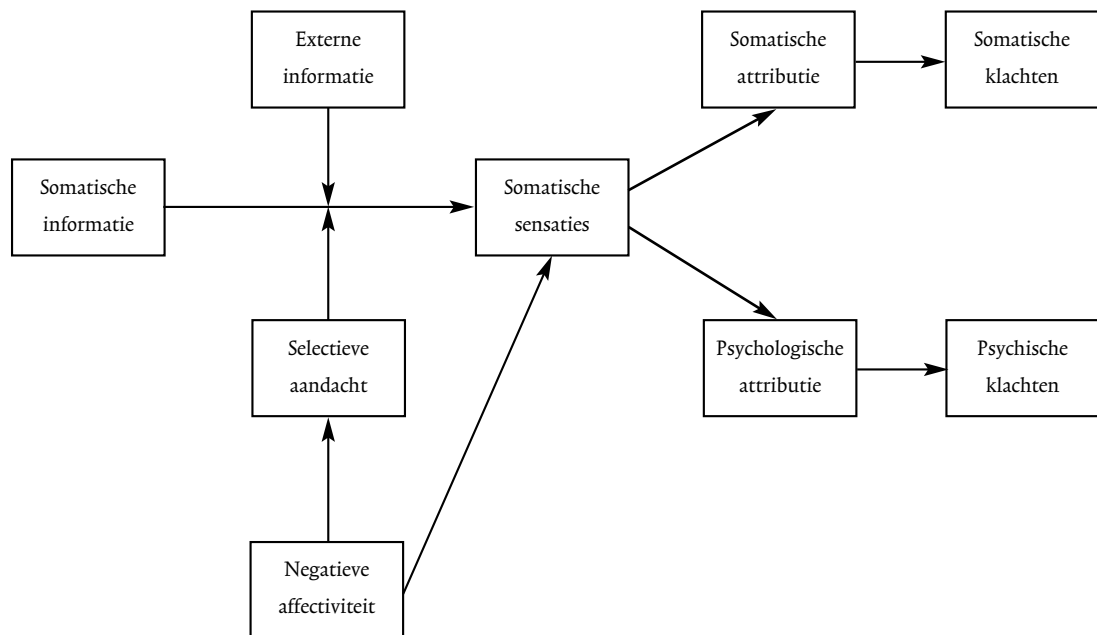 Externe
informatie
Somatische
attributie
Somatische
klachten
Somatische
informatie
Somatische
sensaties
Selectieve
aandacht
Psychologische
attributie
Psychische
klachten
Negatieve
affectiviteit